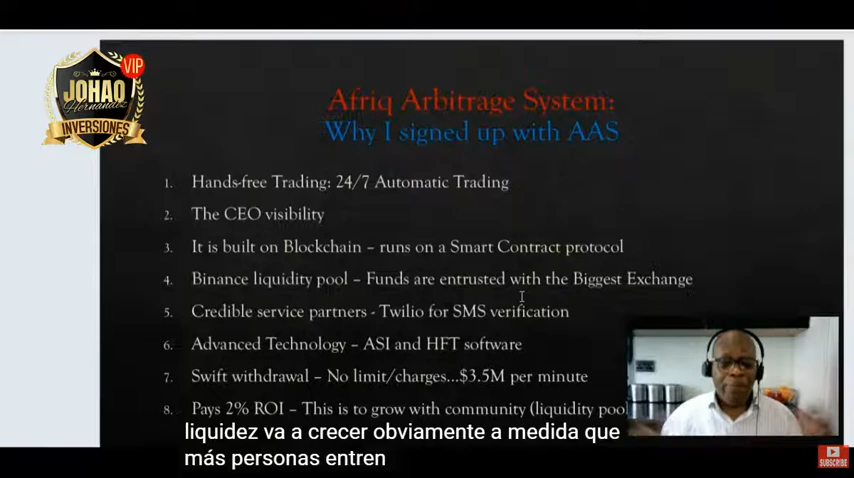 VIP
JOHAO
Hernandez
INVERSIONES
Afriq Arbitrage System:
Why I signed up with AAS
1. Hands-free Trading: 24/7 Automatic Trading
2. The CEO visibility
3. It is built on Blockchain – runs on a Smart Contract protocol
4. Binance liquidity pool – Funds are entrusted with the Biggest Exchange
5. Credible service partners - Twilio for SMS verification
6. Advanced Technology – ASI and HFT software
7. Swift withdrawal – No limit/charges...$3.5M per minute
8. Pays 2% ROI – This is to grow with community (liquidity pool
liquidez va a crecer obviamente a medida que
más personas entren
SUBSCRIBE